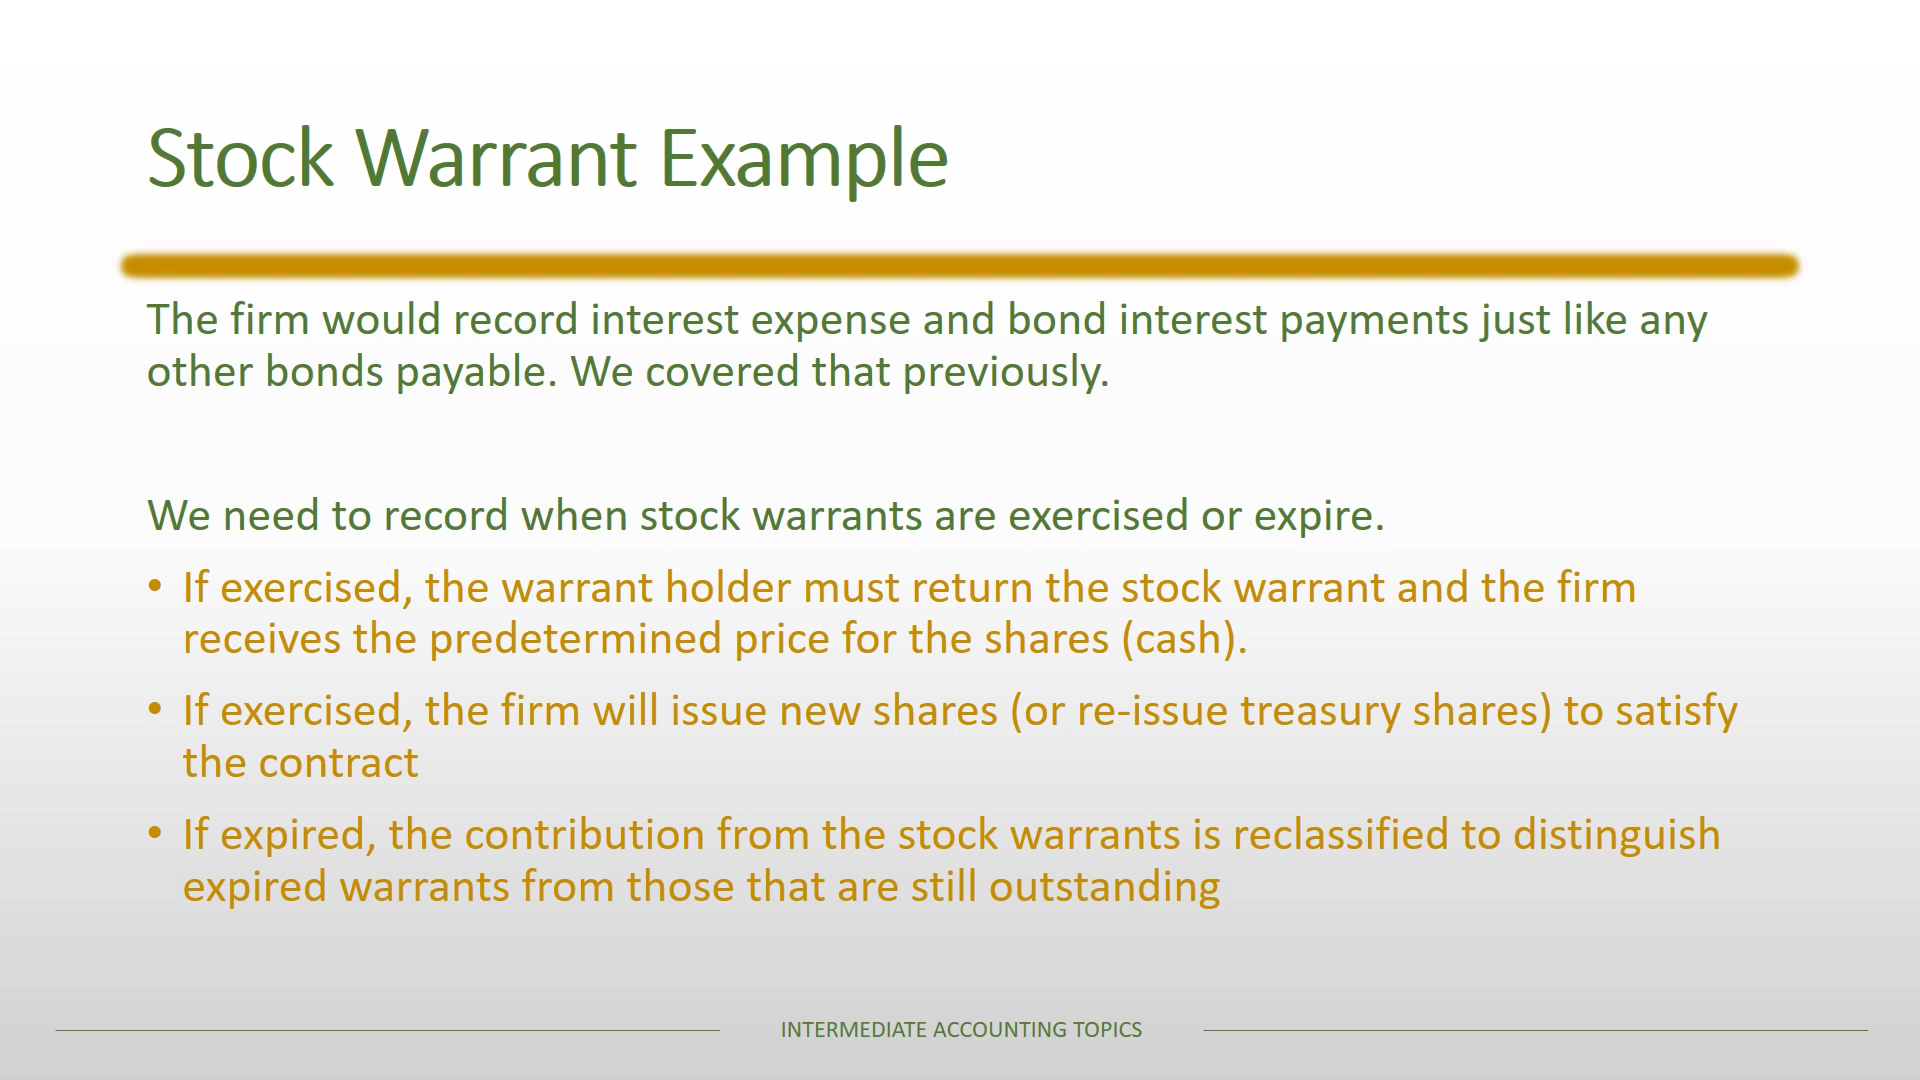 Stock Warrant Example
The firm would record interest expense and bond interest payments just like any
other bonds payable. We covered that previously.
We need to record when stock warrants are exercised or expire.
• If exercised, the warrant holder must return the stock warrant and the firm
receives the predetermined price for the shares (cash).
• If exercised, the firm will issue new shares (or re-issue treasury shares) to satisfy
the contract
• If expired, the contribution from the stock warrants is reclassified to distinguish
expired warrants from those that are still outstanding
INTERMEDIATE ACCOUNTING TOPICS